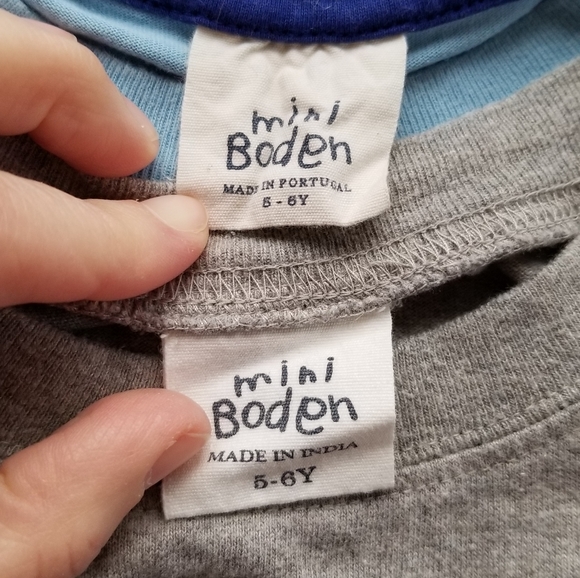 mini
Boden
MADE IN PORTUGAL
5-6Y
mini
Boden
MADE IN INDIA
5-6Y